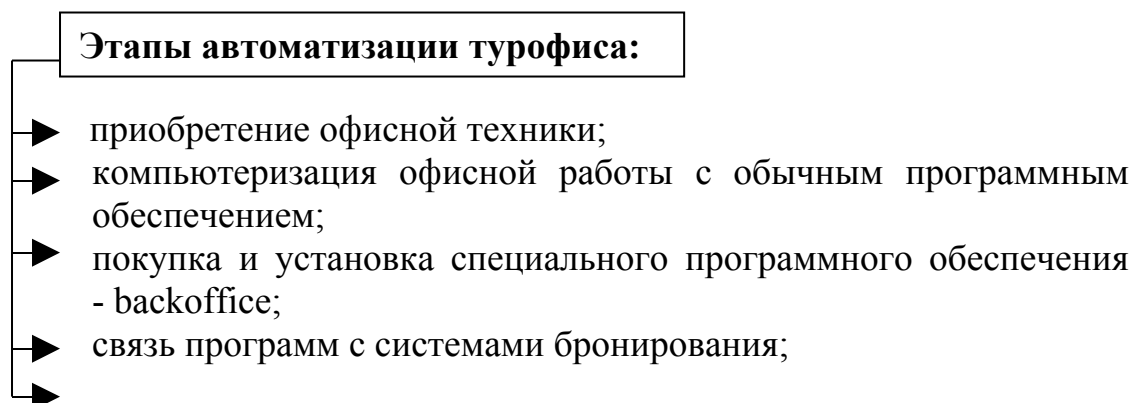 Этапы автоматизации турофиса:
приобретение офисной техники;
компьютеризация офисной работы с обычным программным
обеспечением;
покупка и установка специального программного обеспечения
- backoffice;
связь программ с системами бронирования;